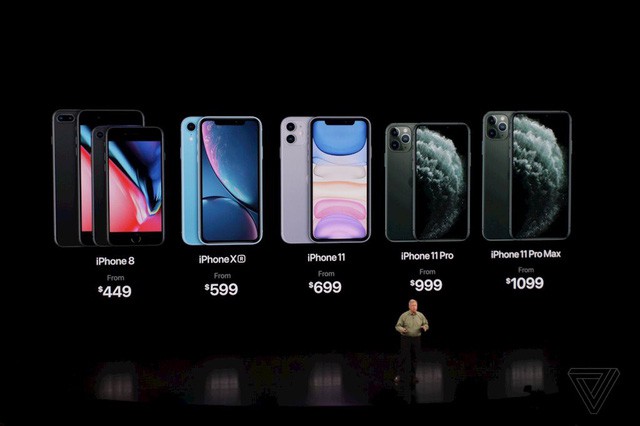 iPhone 8
From
$449
iPhone XR
From
$599
iPhone 11
From
$699
iPhone 11 Pro
From
$999
iPhone 11 Pro Max
From
$1099